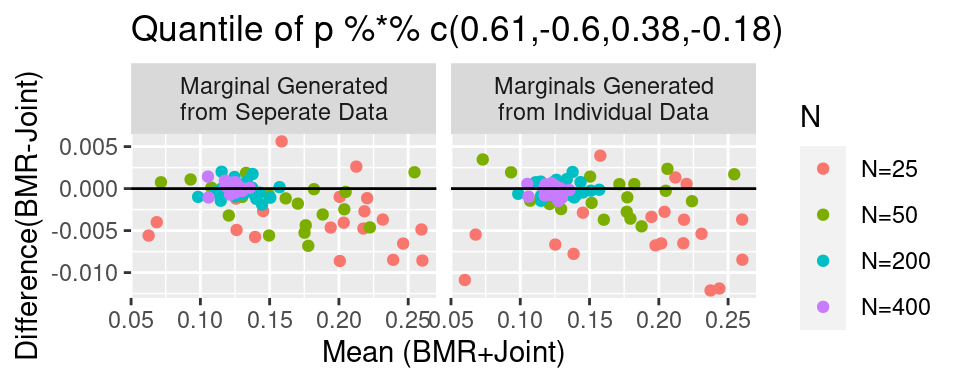 Quantile of p %*% c(0.61,-0.6,0.38,-0.18)
Marginal Generated
from Seperate Data
Marginals Generated
from Individual Data
Difference(BMR-Joint)
0.005
0.000
-0.005
-0.010
0.05 0.10 0.15 0.20 0.25
0.05 0.10 0.15 0.20 0.25
Mean (BMR+Joint)
N
N=25
N=50
N=200
N=400